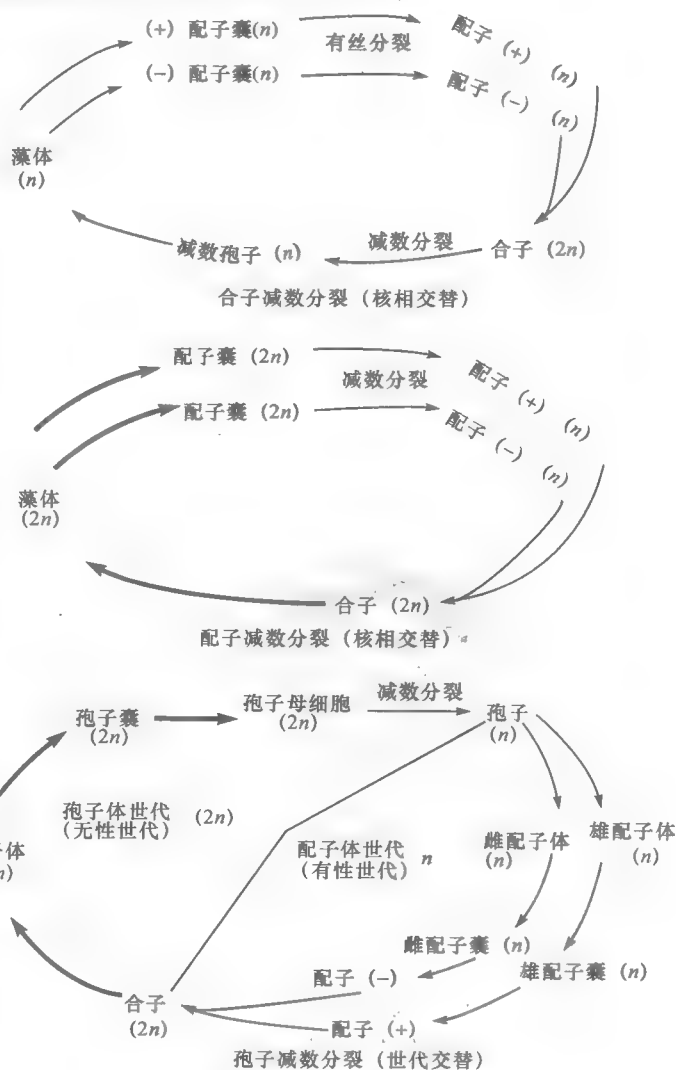 (+) 配子囊(n)
有丝分裂
配子 (+) (n)
(−) 配子囊(n)
配子 (−) (n)
藻体
(n)
减数孢子 (n)
减数分裂
合子 (2n)
合子减数分裂 (核相交替)
配子囊 (2n)
减数分裂
配子 (+) (n)
配子囊 (2n)
配子 (−) (n)
藻体
(2n)
合子 (2n)
配子减数分裂 (核相交替)
孢子囊
(2n)
孢子母细胞
(2n)
减数分裂
孢子
(n)
孢子体世代 (2n)
(无性世代)
体
配子体世代 n
(有性世代)
雌配子体
(n)
雄配子体
(n)
雌配子囊 (n)
雄配子囊 (n)
配子 (−)
合子
(2n)
配子 (+)
孢子减数分裂 (世代交替)